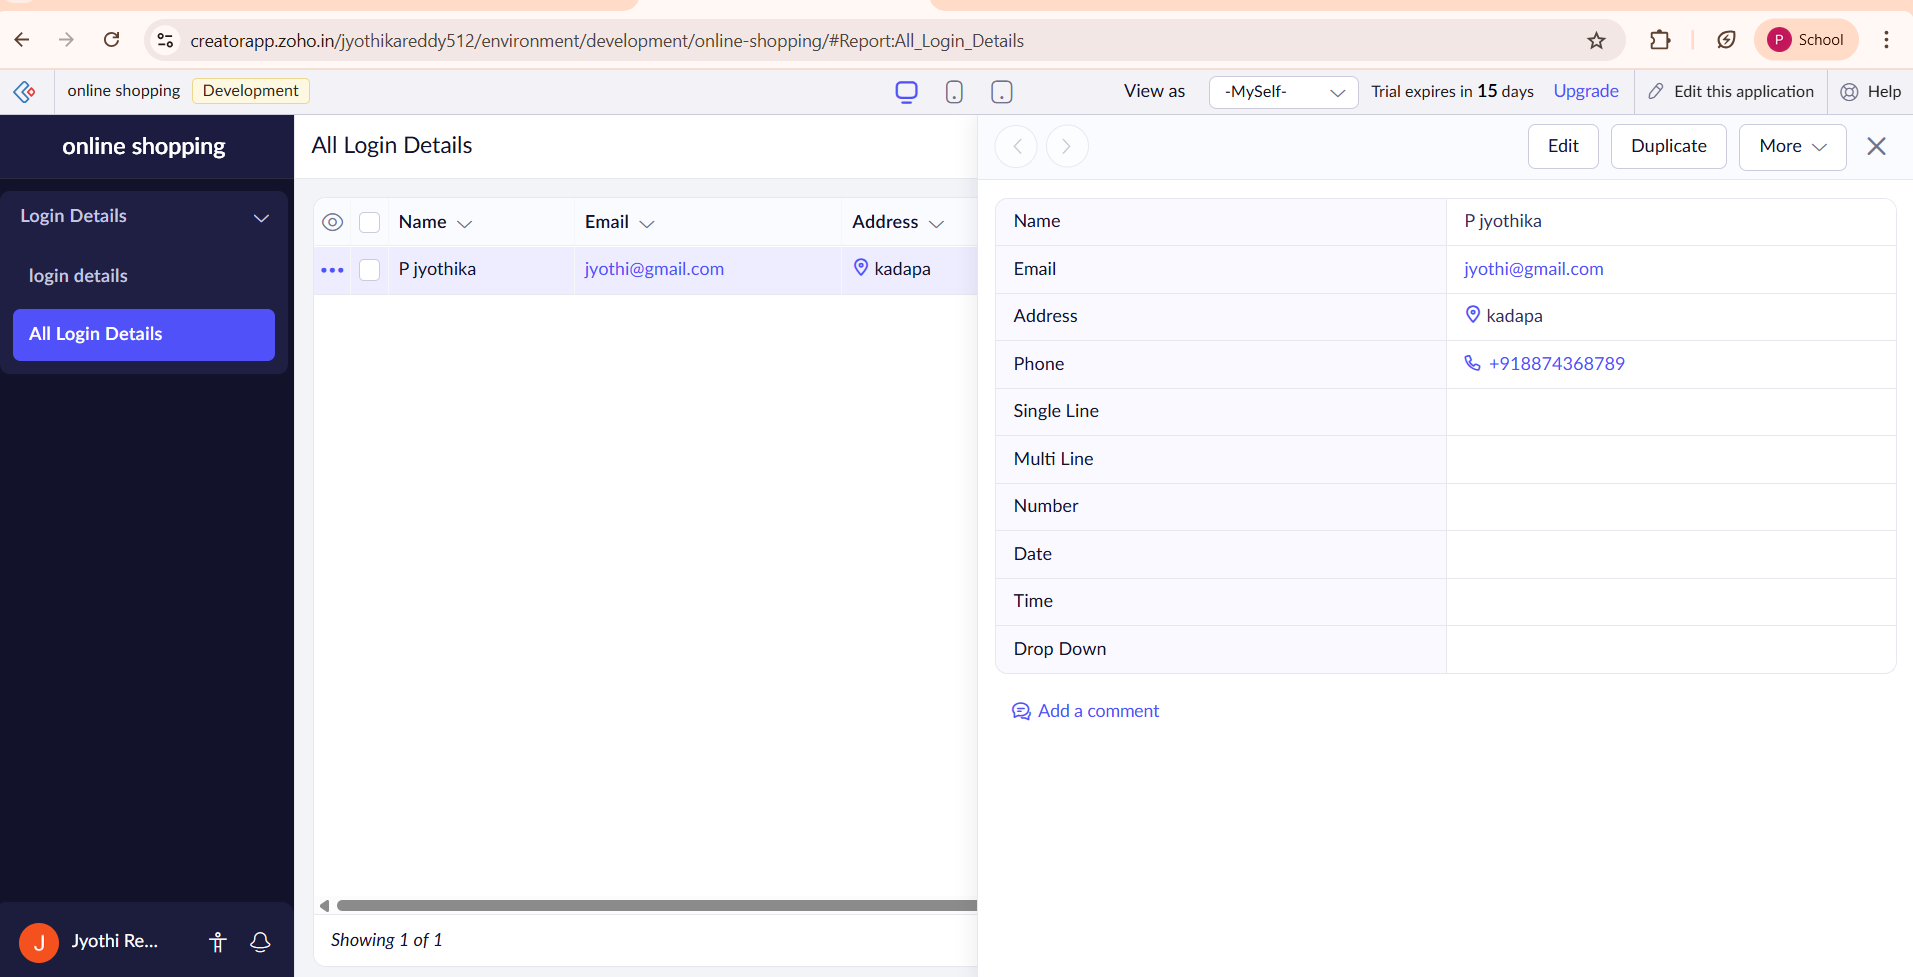 creatorapp.zoho.in/jyothikareddy512/environment/development/online-shopping/#Report:All_Login_Details
P School
online shopping Development View as -MySelf- Trial expires in 15 days Upgrade Edit this application Help
online shopping
Login Details
login details
All Login Details
J Jyothi Re...
All Login Details
Name Email Address
P jyothika jyothi@gmail.com kadapa
Showing 1 of 1
Edit Duplicate More
Name P jyothika
Email jyothi@gmail.com
Address kadapa
Phone +918874368789
Single Line
Multi Line
Number
Date
Time
Drop Down
Add a comment